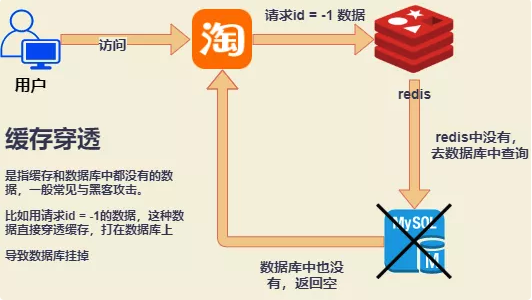 访问
淘
请求id = -1 数据
redis
用户
缓存穿透
是指缓存和数据库中都没有的数
据，一般常见与黑客攻击。
比如用请求id = -1的数据，这种数
据直接穿透缓存，打在数据库上
导致数据库挂掉
redis中没有，
去数据库中查询
MySQL
M
数据库中也没
有，返回空